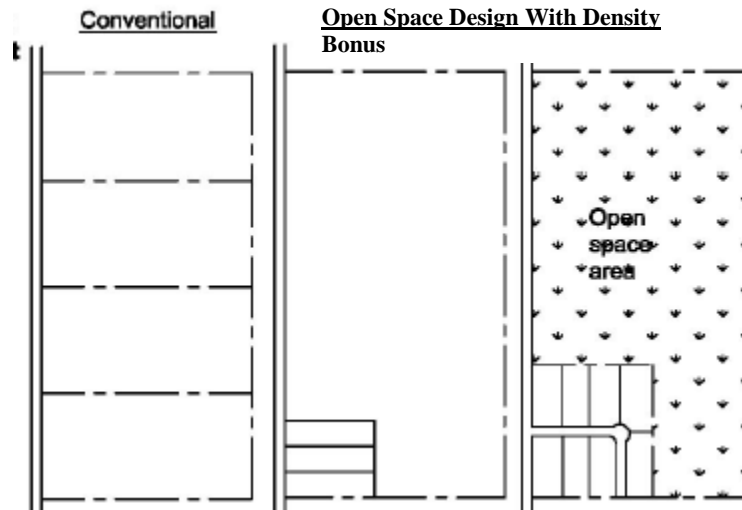 Conventional
Open Space Design With Density
Bonus
t
Open
space
area